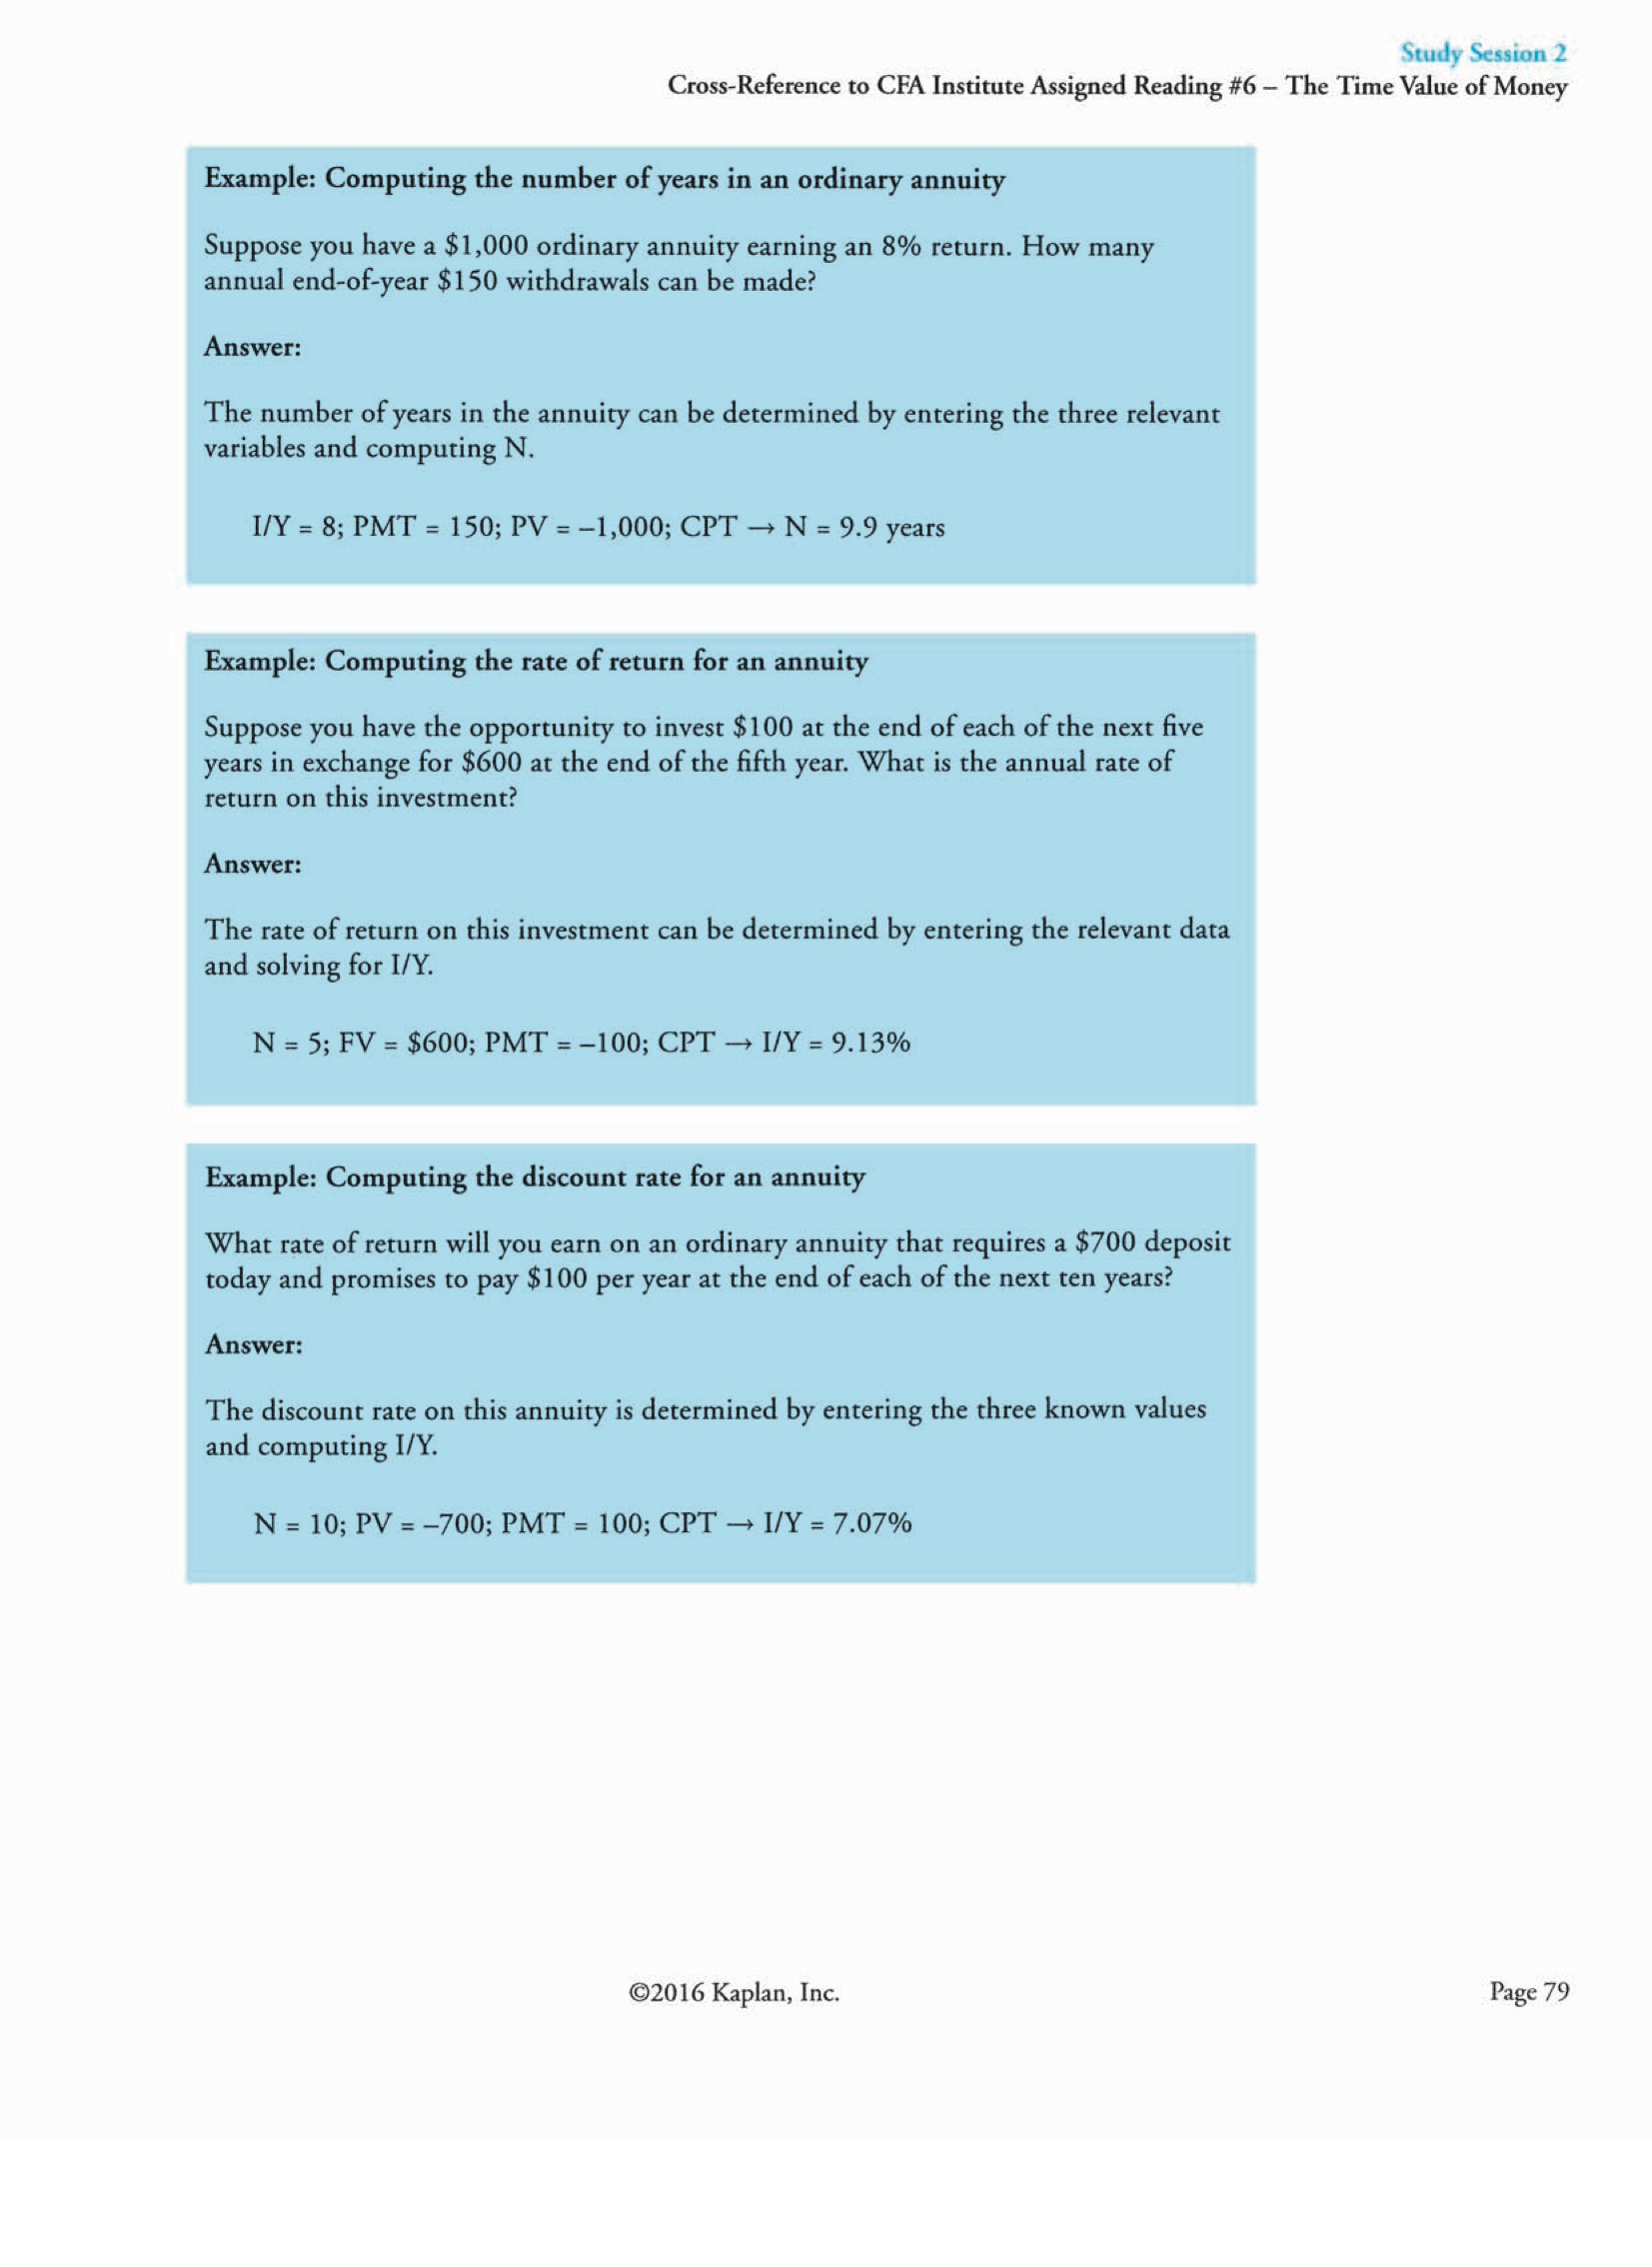 Study Session 2
Cross-Reference to CFA Institute Assigned Reading #6 – The Time Value of Money
Example: Computing the number of years in an ordinary annuity
Suppose you have a $1,000 ordinary annuity earning an 8% return. How many
annual end-of-year $150 withdrawals can be made?
Answer:
The number of years in the annuity can be determined by entering the three relevant
variables and computing N.
I/Y = 8; PMT = 150; PV = –1,000; CPT → N = 9.9 years
Example: Computing the rate of return for an annuity
Suppose you have the opportunity to invest $100 at the end of each of the next five
years in exchange for $600 at the end of the fifth year. What is the annual rate of
return on this investment?
Answer:
The rate of return on this investment can be determined by entering the relevant data
and solving for I/Y.
N = 5; FV = $600; PMT = –100; CPT → I/Y = 9.13%
Example: Computing the discount rate for an annuity
What rate of return will you earn on an ordinary annuity that requires a $700 deposit
today and promises to pay $100 per year at the end of each of the next ten years?
Answer:
The discount rate on this annuity is determined by entering the three known values
and computing I/Y.
N = 10; PV = –700; PMT = 100; CPT → I/Y = 7.07%
©2016 Kaplan, Inc.
Page 79